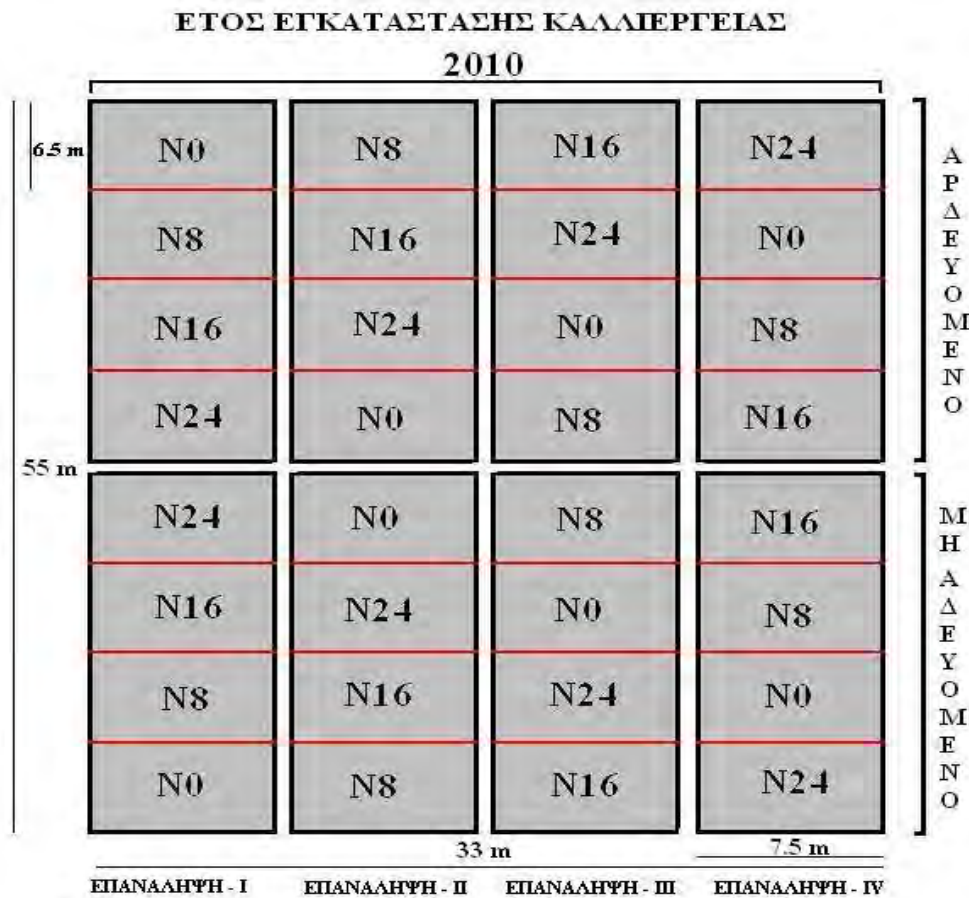 ΕΤΟΣ ΕΓΚΑΤΑΣΤΑΣΗΣ ΚΑΛΛΙΕΡΓΕΙΑΣ
2010
6.5 m
N0 N8 N16 N24
N8 N16 N24 N0
N16 N24 N0 N8
N24 N0 N8 N16
ΑΡΔΕΥΟΜΕΝΟ
55 m
N24 N0 N8 N16
N16 N24 N0 N8
N8 N16 N24 N0
N0 N8 N16 N24
ΜΗ ΑΔΕΥΟΜΕΝΟ
33 m 7.5 m
ΕΠΑΝΑΛΗΨΗ - I ΕΠΑΝΑΛΗΨΗ - II ΕΠΑΝΑΛΗΨΗ - III ΕΠΑΝΑΛΗΨΗ - IV